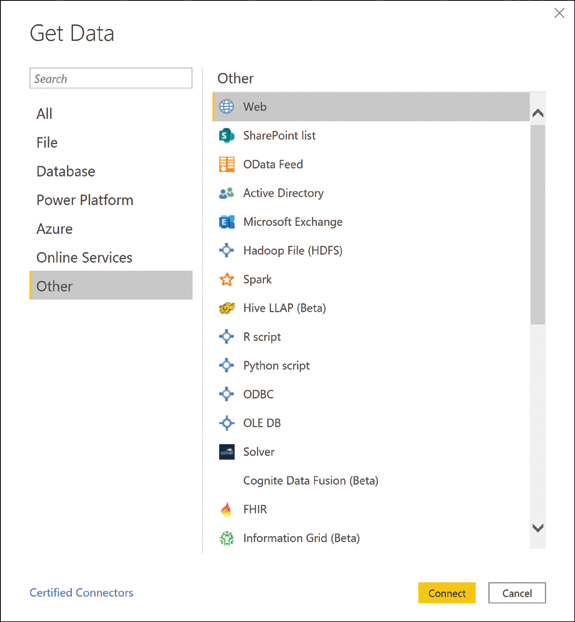 Get Data
Search
All
File
Database
Power Platform
Azure
Online Services
Other
Other
Web
SharePoint list
OData Feed
Active Directory
Microsoft Exchange
Hadoop File (HDFS)
Spark
Hive LLAP (Beta)
R script
Python script
ODBC
OLE DB
Solver
Cognite Data Fusion (Beta)
FHIR
Information Grid (Beta)
Certified Connectors
Connect
Cancel